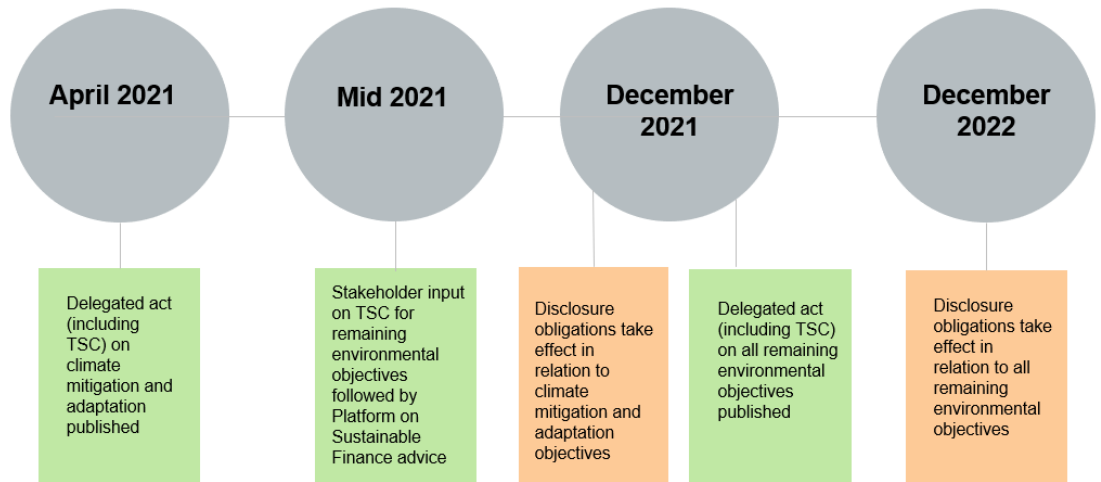 April 2021
Mid 2021
December
2021
December
2022
Delegated act
(including
TSC) on
climate
mitigation and
adaptation
published
Stakeholder input
on TSC for
remaining
environmental
objectives
followed by
Platform on
Sustainable
Finance advice
Disclosure
obligations take
effect in
relation to
climate
mitigation and
adaptation
objectives
Delegated act
(including TSC)
on all remaining
environmental
objectives
published
Disclosure
obligations take
effect in
relation to all
remaining
environmental
objectives